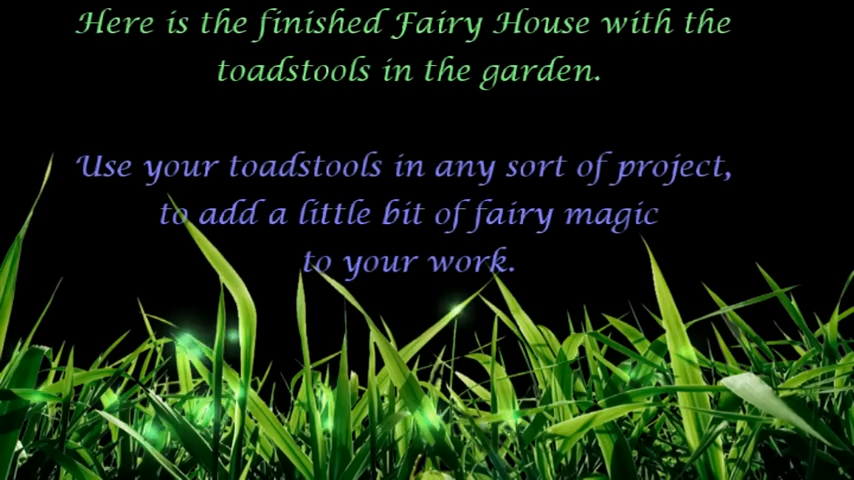 Here is the finished Fairy House with the
toadstools in the garden.
Use your toadstools in any sort of project,
to add a little bit of fairy magic
to your work.